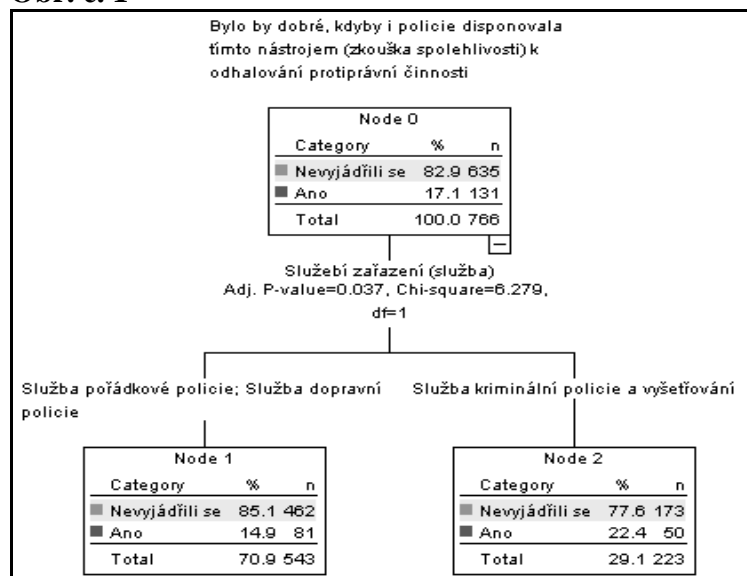 Bylo by dobré, kdyby i policie disponovala
tímto nástrojem (zkouška spolehlivosti) k
odhalování protiprávní činnosti
Node 0
Category % n
Nevyjádřili se 82.9 635
Ano 17.1 131
Total 100.0 766
Služebí zařazení (služba)
Adj. P-value=0.037, Chi-square=6.279,
df=1
Služba pořádkové policie; Služba dopravní
policie
Služba kriminální policie a vyšetřování
Node 1
Category % n
Nevyjádřili se 85.1 462
Ano 14.9 81
Total 70.9 543
Node 2
Category % n
Nevyjádřili se 77.6 173
Ano 22.4 50
Total 29.1 223